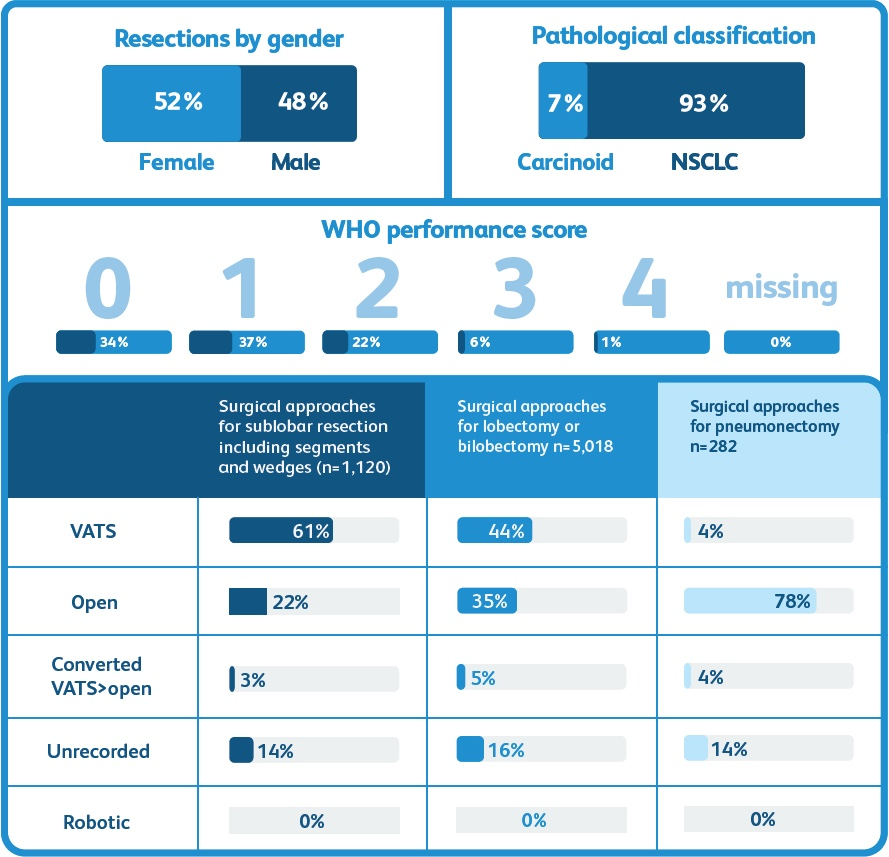 Resections by gender
52% 48%
Female Male
Pathological classification
7% 93%
Carcinoid NSCLC
WHO performance score
0 1 2 3 4 missing
34% 37% 22% 6% 1% 0%
Surgical approaches
for sublobar resection
including segments
and wedges (n=1,120)
Surgical approaches
for lobectomy or
bilobectomy n=5,018
Surgical approaches
for pneumonectomy
n=282
VATS 61% 44% 4%
Open 22% 35% 78%
Converted
VATS>open 3% 5% 4%
Unrecorded 14% 16% 14%
Robotic 0% 0% 0%